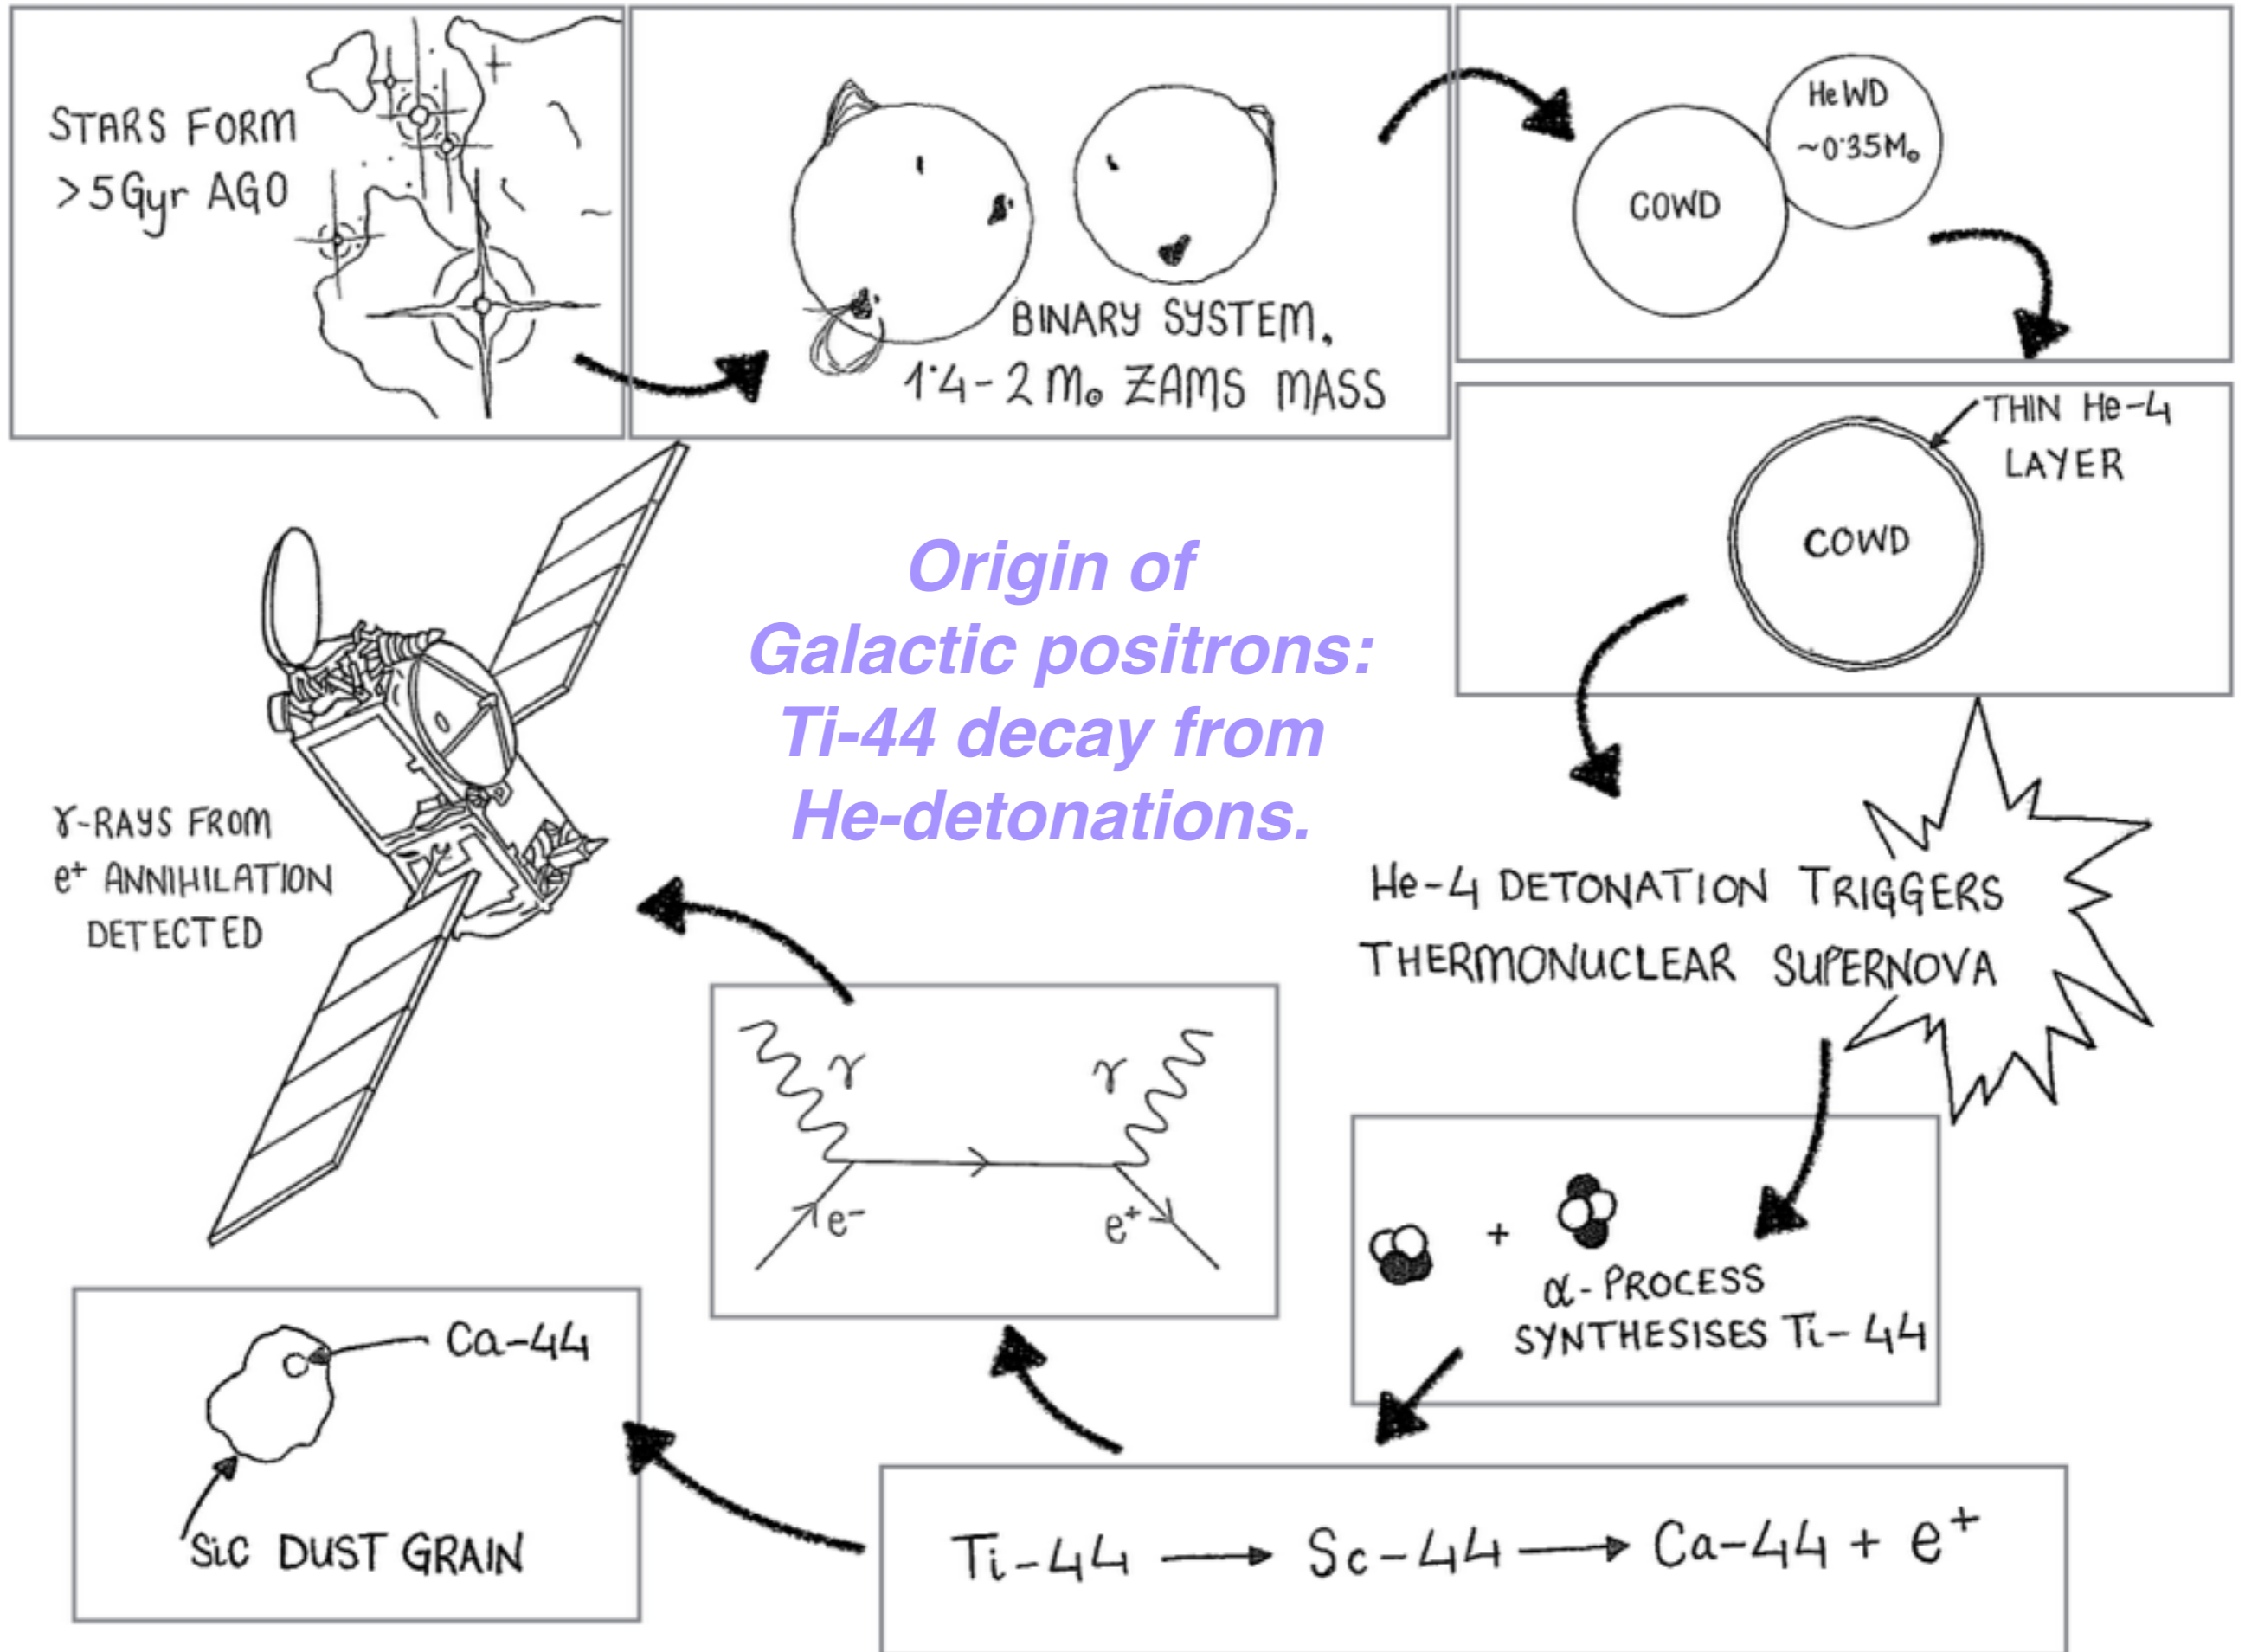 STARS FORM
>5Gyr AGO
BINARY SYSTEM,
1·4-2 M⊙ ZAMS MASS
HeWD
~0·35M⊙
COWD
THIN He-4
LAYER
COWD
Origin of
Galactic positrons:
Ti-44 decay from
He-detonations.
He-4 DETONATION TRIGGERS
THERMONUCLEAR SUPERNOVA
α-PROCESS
SYNTHESISES Ti-44
Ti-44 → Sc-44 → Ca-44 + e⁺
γ γ
e⁻ e⁺
γ-RAYS FROM
e⁺ ANNIHILATION
DETECTED
Ca-44
SiC DUST GRAIN
+